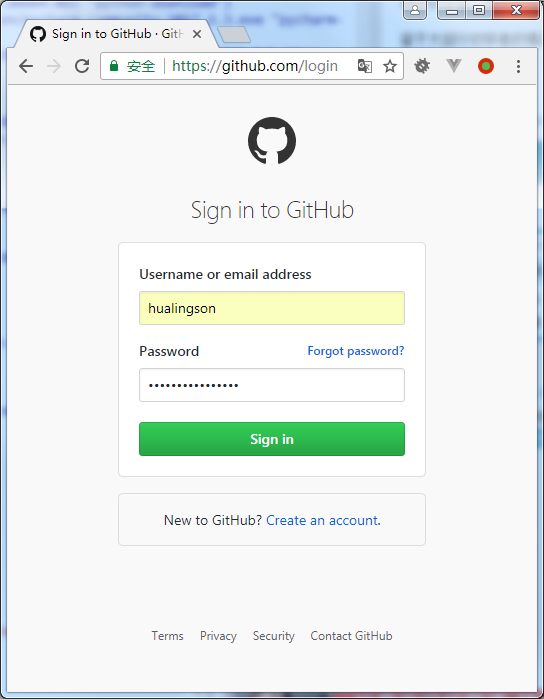 Sign in to GitHub · GitH
安全 https://github.com/login
Sign in to GitHub
Username or email address
hualingson
Password Forgot password?
••••••••••••••••
Sign in
New to GitHub? Create an account.
Terms Privacy Security Contact GitHub